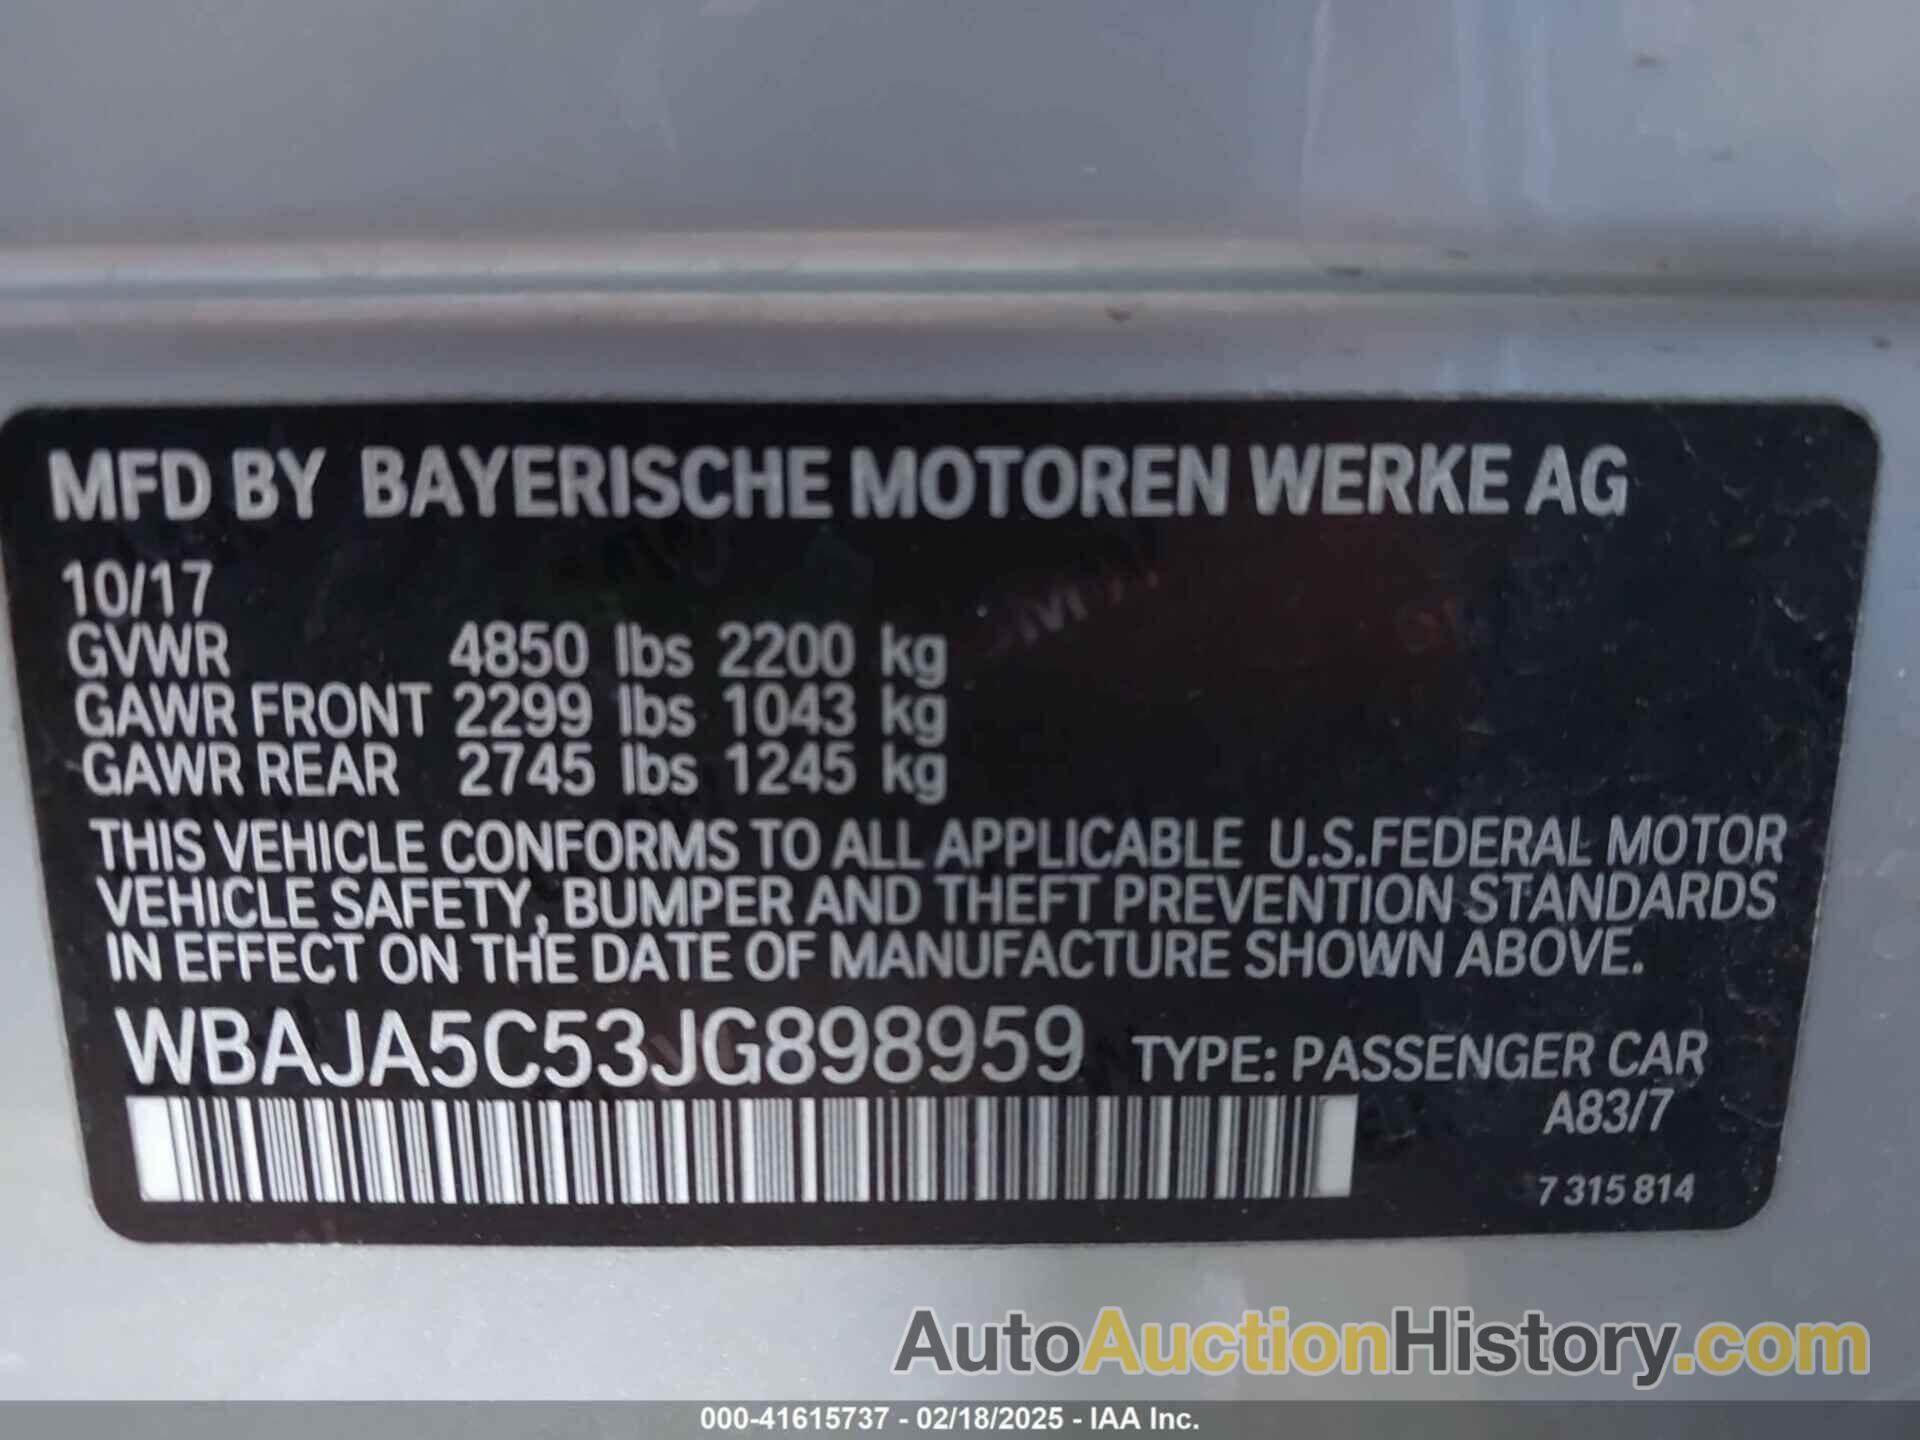 MFD BY BAYERISCHE MOTOREN WERKE AG
10/17
GVWR 4850 lbs 2200 kg
GAWR FRONT 2299 lbs 1043 kg
GAWR REAR 2745 lbs 1245 kg
THIS VEHICLE CONFORMS TO ALL APPLICABLE U.S.FEDERAL MOTOR
VEHICLE SAFETY, BUMPER AND THEFT PREVENTION STANDARDS
IN EFFECT ON THE DATE OF MANUFACTURE SHOWN ABOVE.
WBAJA5C53JG898959 TYPE: PASSENGER CAR
A83/7
7 315 814
AutoAuctionHistory.com
000-41615737 - 02/18/2025 - IAA Inc.